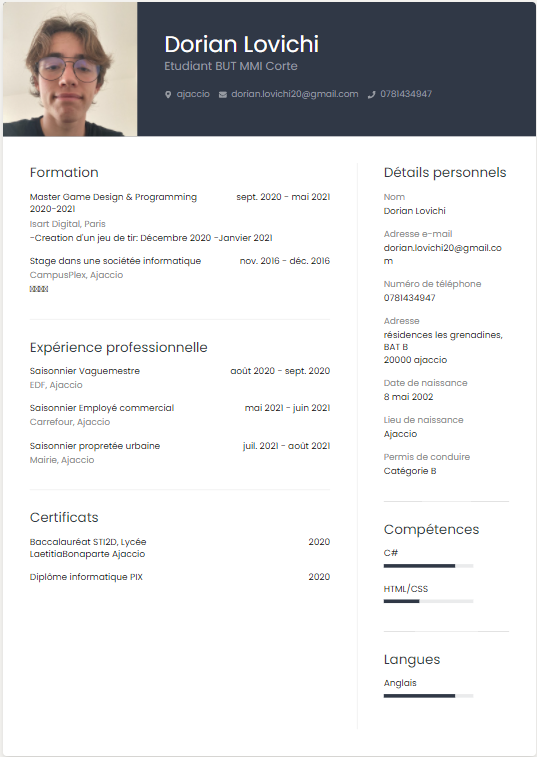 Dorian Lovichi
Etudiant BUT MMI Corte
ajaccio dorian.lovichi20@gmail.com 0781434947
Formation
Master Game Design & Programming sept. 2020 - mai 2021
2020-2021
Isart Digital, Paris
-Creation d'un jeu de tir: Décembre 2020 -Janvier 2021
Stage dans une sociétée informatique nov. 2016 - déc. 2016
CampusPlex, Ajaccio
Expérience professionnelle
Saisonnier Vaguemestre août 2020 - sept. 2020
EDF, Ajaccio
Saisonnier Employé commercial mai 2021 - juin 2021
Carrefour, Ajaccio
Saisonnier propretée urbaine juil. 2021 - août 2021
Mairie, Ajaccio
Certificats
Baccalauréat STI2D, Lycée 2020
LaetitiaBonaparte Ajaccio
Diplôme informatique PIX 2020
Détails personnels
Nom
Dorian Lovichi
Adresse e-mail
dorian.lovichi20@gmail.co
m
Numéro de téléphone
0781434947
Adresse
résidences les grenadines,
BAT B
20000 ajaccio
Date de naissance
8 mai 2002
Lieu de naissance
Ajaccio
Permis de conduire
Catégorie B
Compétences
C#
HTML/CSS
Langues
Anglais